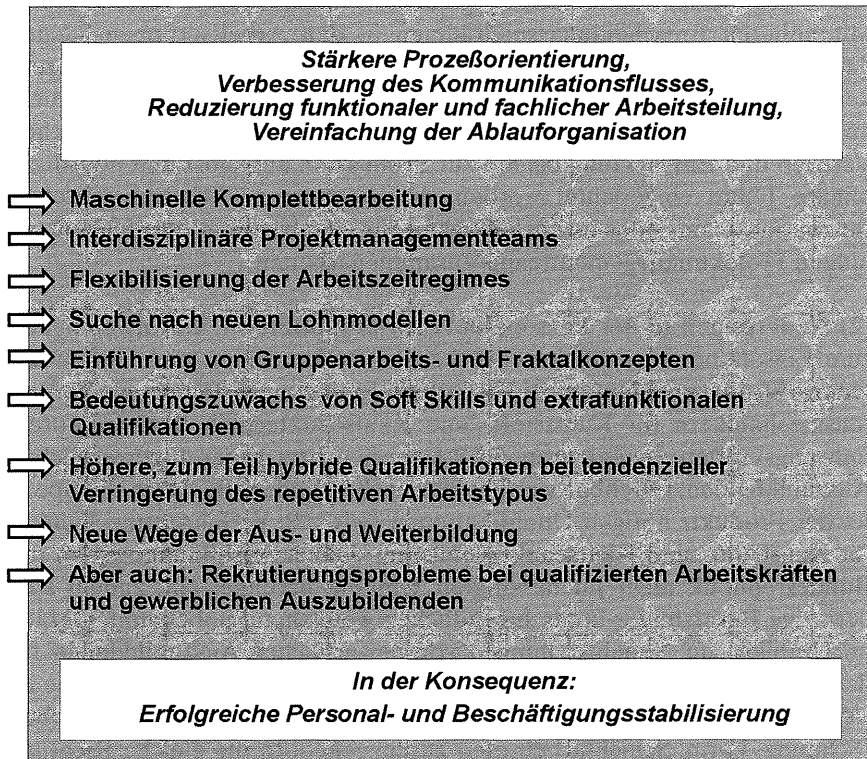 Stärkere Prozeßorientierung,
Verbesserung des Kommunikationsflusses,
Reduzierung funktionaler und fachlicher Arbeitsteilung,
Vereinfachung der Ablauforganisation
Maschinelle Komplettbearbeitung
Interdisziplinäre Projektmanagementteams
Flexibilisierung der Arbeitszeitregimes
Suche nach neuen Lohnmodellen
Einführung von Gruppenarbeits- und Fraktalkonzepten
Bedeutungszuwachs von Soft Skills und extrafunktionalen
Qualifikationen
Höhere, zum Teil hybride Qualifikationen bei tendenzieller
Verringerung des repetitiven Arbeitstypus
Neue Wege der Aus- und Weiterbildung
Aber auch: Rekrutierungsprobleme bei qualifizierten Arbeitskräften
und gewerblichen Auszubildenden
In der Konsequenz:
Erfolgreiche Personal- und Beschäftigungsstabilisierung